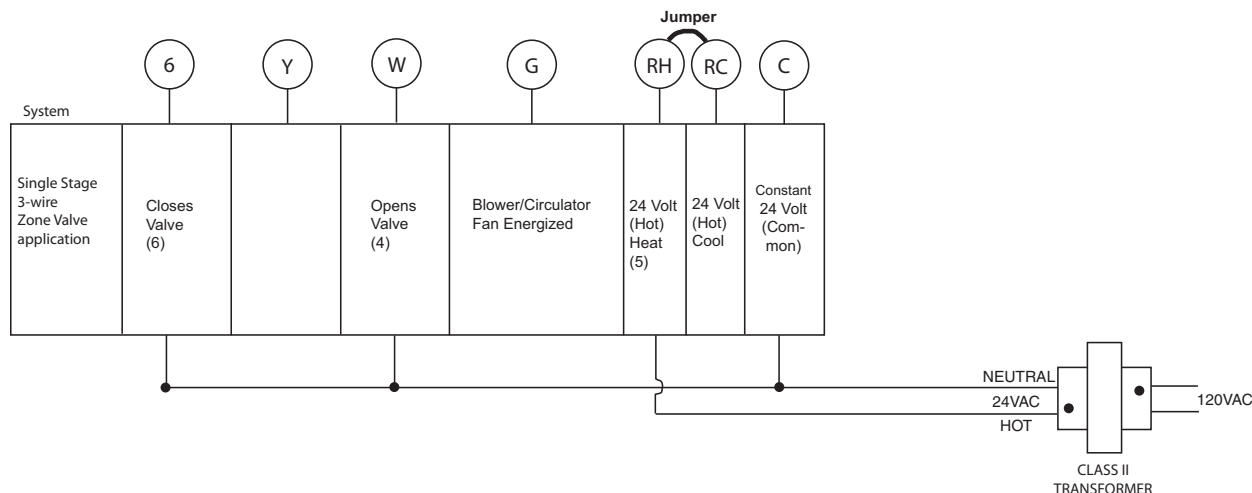 Jumper
6
Y
W
G
RH
RC
C
System
Single Stage
3-wire
Zone Valve
application
Closes
Valve
(6)
Opens
Valve
(4)
Blower/Circulator
Fan Energized
24 Volt
(Hot)
Heat
(5)
24 Volt
(Hot)
Cool
Constant
24 Volt
(Com-
mon)
NEUTRAL
24VAC
HOT
120VAC
CLASS II
TRANSFORMER